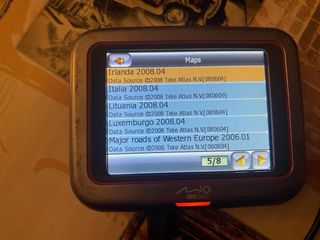 Maps
Irlanda 2008.04
Data Source ©2008 Tele Atlas N.V.[080604]
Italia 2008.04
Data Source ©2008 Tele Atlas N.V.[080609]
Lituania 2008.04
Data Source ©2008 Tele Atlas N.V.[080604]
Luxemburgo 2008.04
Data Source ©2008 Tele Atlas N.V.[080604]
Major roads of Western Europe 2006.01
Data Source ©2006 Tele Atlas N.V.[060804]
5/8
Mio